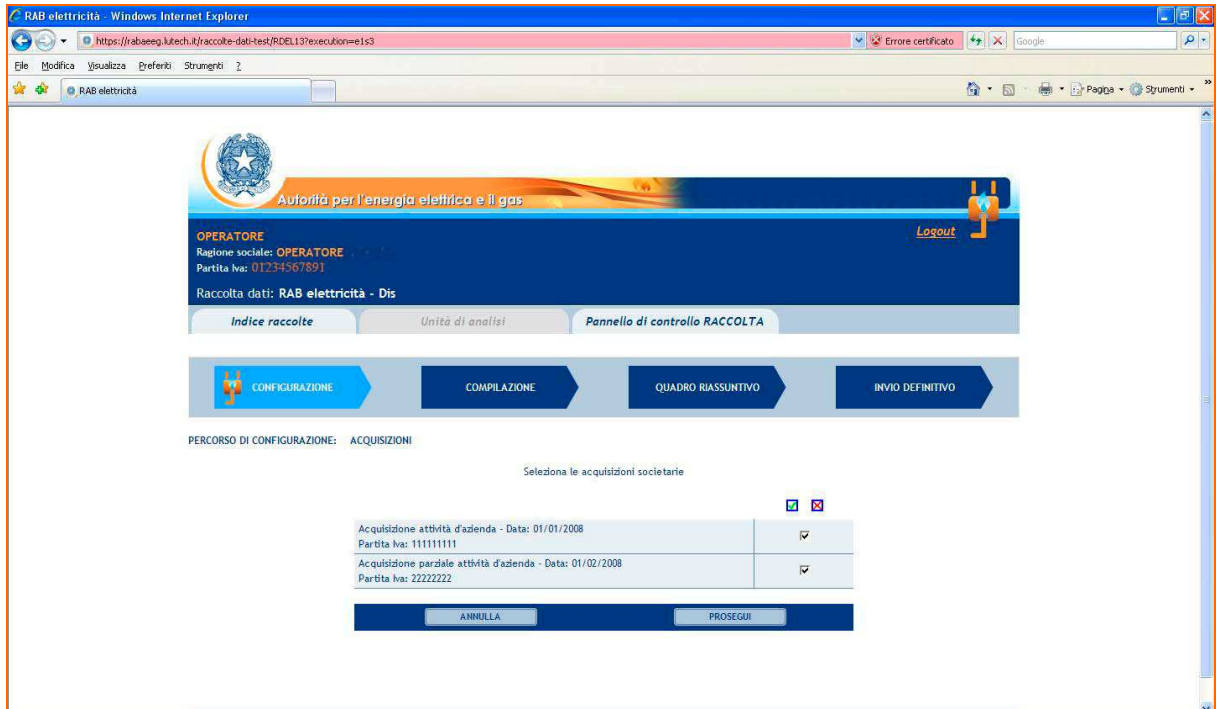 RAB elettricità - Windows Internet Explorer
https://rabaeeg.lutech.it/raccolte-dati-test/RDEL13?execution=e1s3
Errore certificato
Google
File Modifica Visualizza Preferiti Strumenti ?
RAB elettricità
Pagina
Strumenti
Autorità per l'energia elettrica e il gas
OPERATORE
Logout
Ragione sociale: OPERATORE
Partita Iva: 01234567891
Raccolta dati: RAB elettricità - Dis
Indice raccolte
Unità di analisi
Pannello di controllo RACCOLTA
CONFIGURAZIONE
COMPILAZIONE
QUADRO RIASSUNTIVO
INVIO DEFINITIVO
PERCORSO DI CONFIGURAZIONE: ACQUISIZIONI
Seleziona le acquisizioni societarie
Acquisizione attività d'azienda - Data: 01/01/2008
Partita Iva: 111111111
Acquisizione parziale attività d'azienda - Data: 01/02/2008
Partita Iva: 22222222
ANNULLA
PROSEGUI